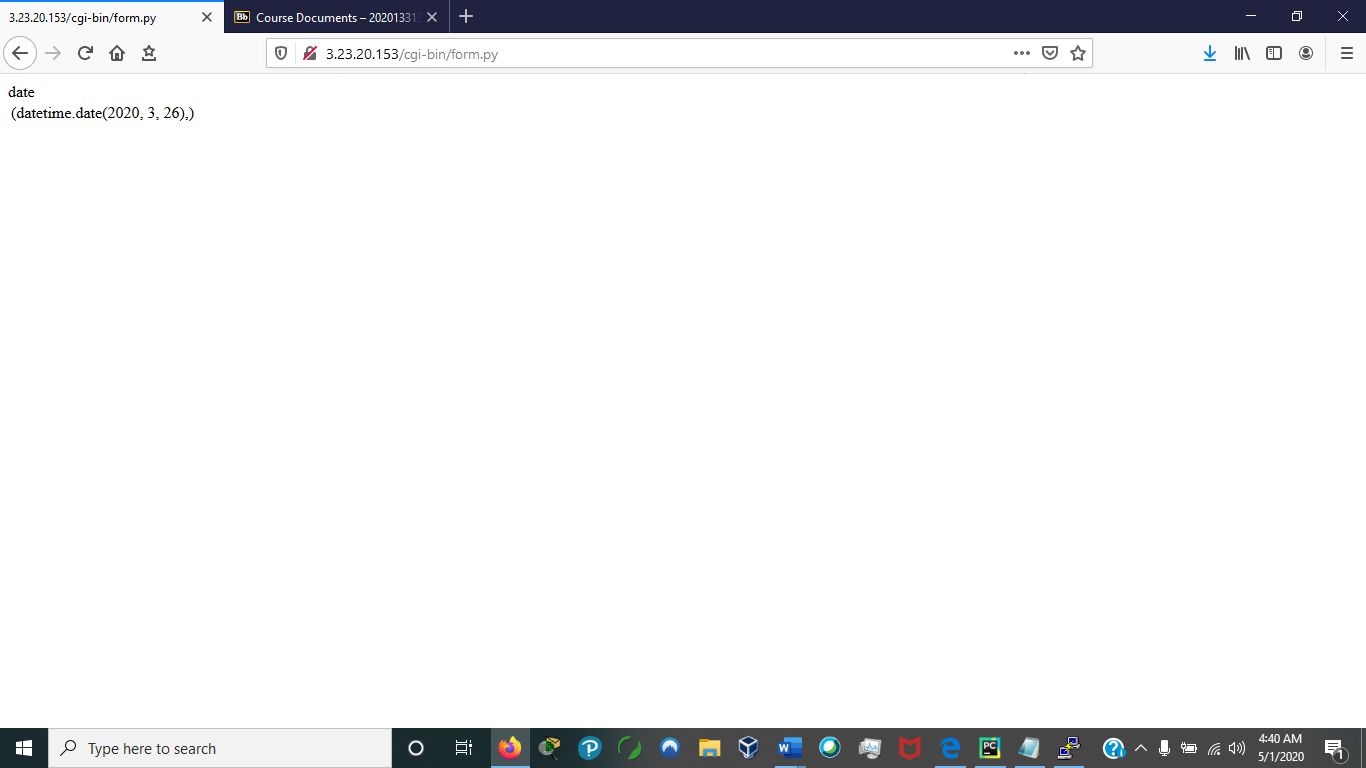 3.23.20.153/cgi-bin/form.py
Bb Course Documents – 20201331
3.23.20.153/cgi-bin/form.py
date
(datetime.date(2020, 3, 26),)
Type here to search
4:40 AM
5/1/2020